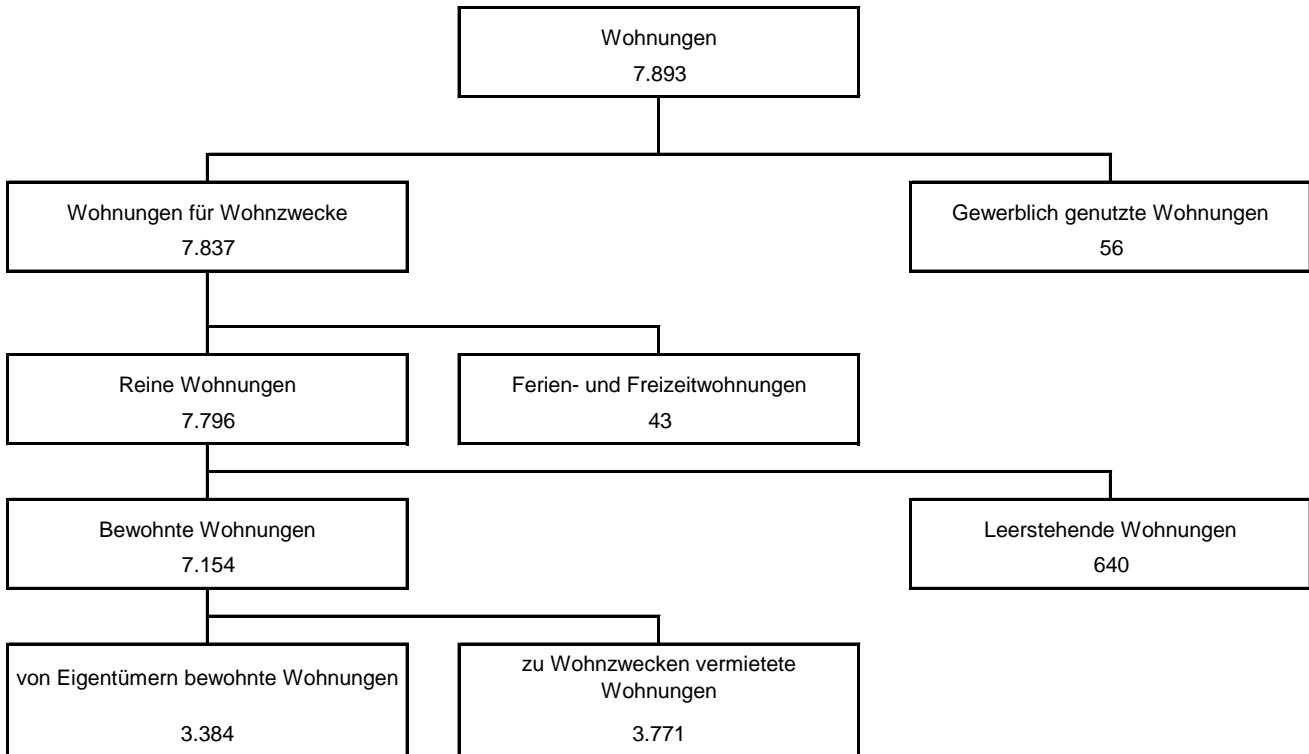 Wohnungen
7.893
Wohnungen für Wohnzwecke
7.837
Gewerblich genutzte Wohnungen
56
Reine Wohnungen
7.796
Ferien- und Freizeitwohnungen
43
Bewohnte Wohnungen
7.154
Leerstehende Wohnungen
640
von Eigentümern bewohnte Wohnungen
3.384
zu Wohnzwecken vermietete
Wohnungen
3.771